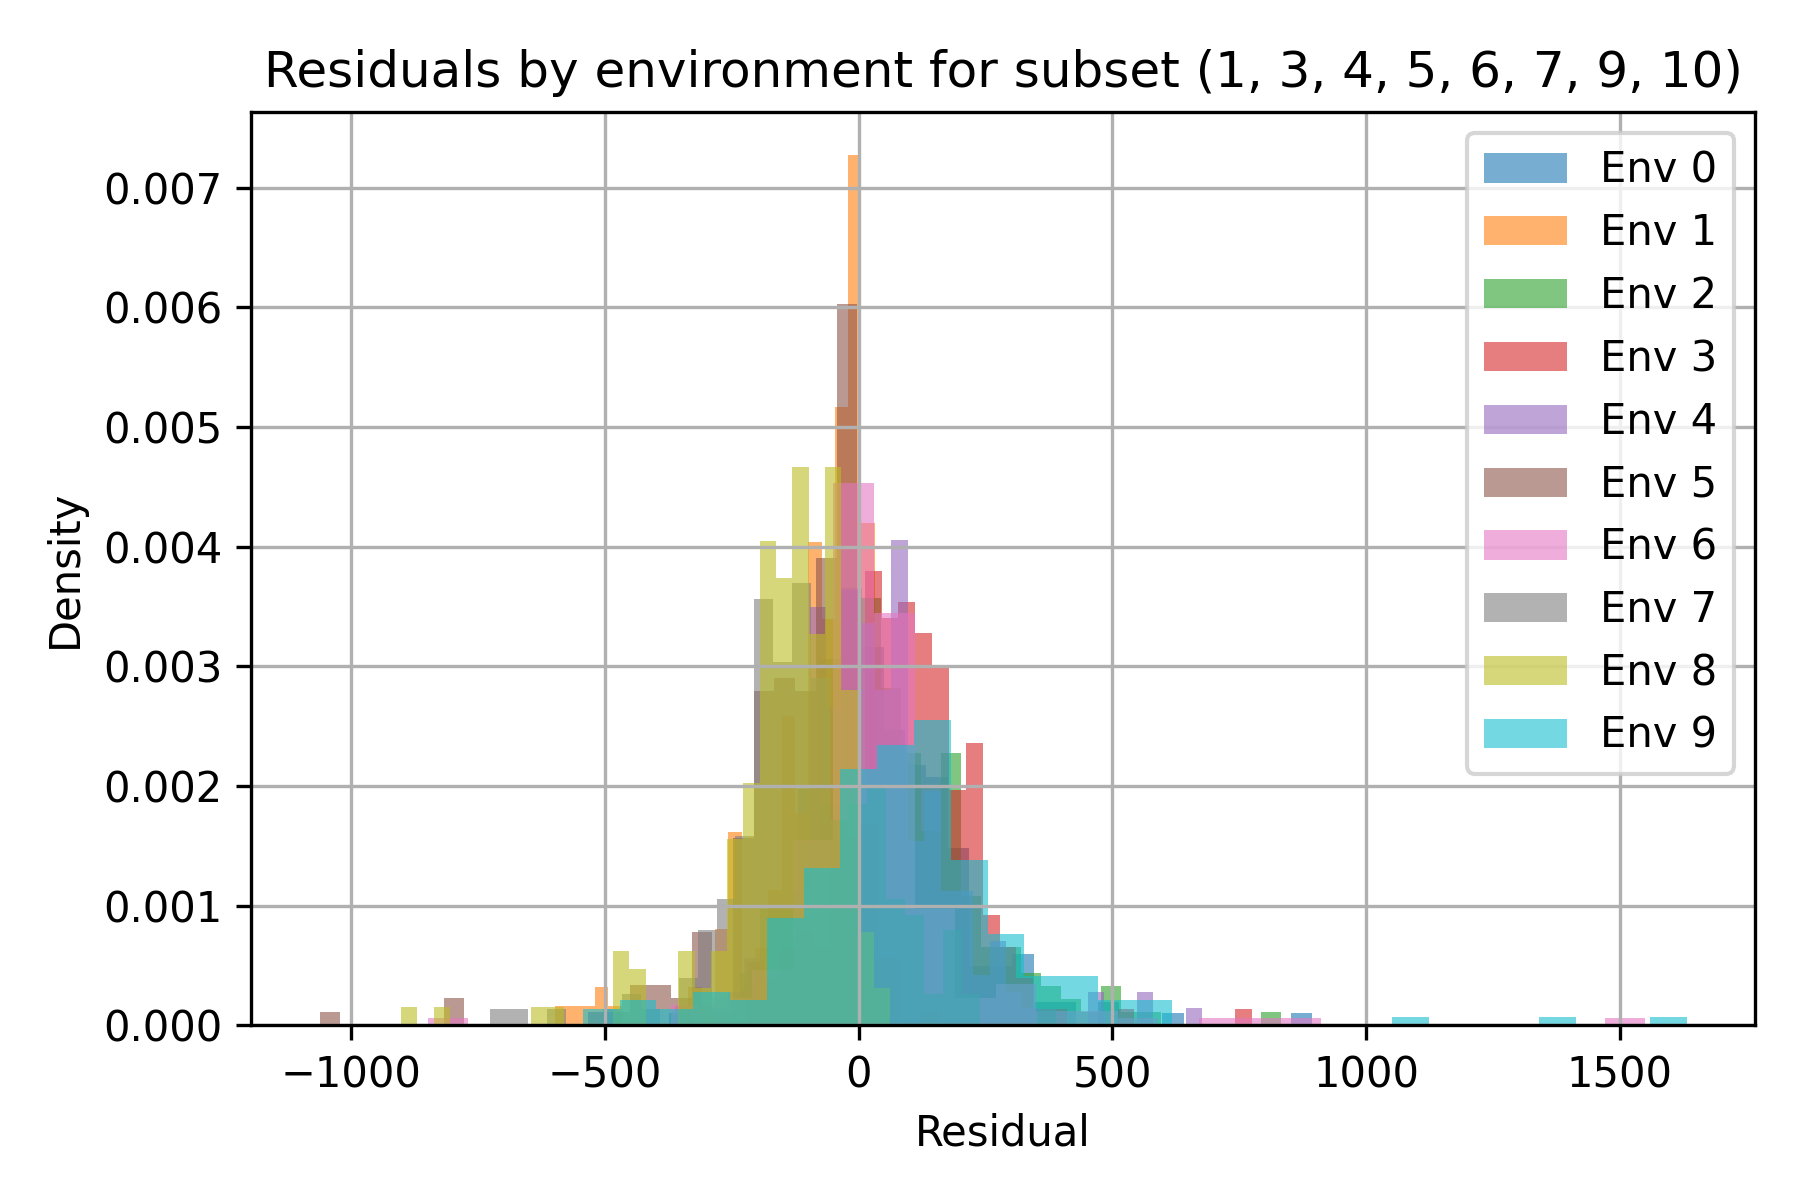 Residuals by environment for subset (1, 3, 4, 5, 6, 7, 9, 10)
Density
0.007
0.006
0.005
0.004
0.003
0.002
0.001
0.000
−1000
−500
0
500
1000
1500
Residual
Env 0
Env 1
Env 2
Env 3
Env 4
Env 5
Env 6
Env 7
Env 8
Env 9